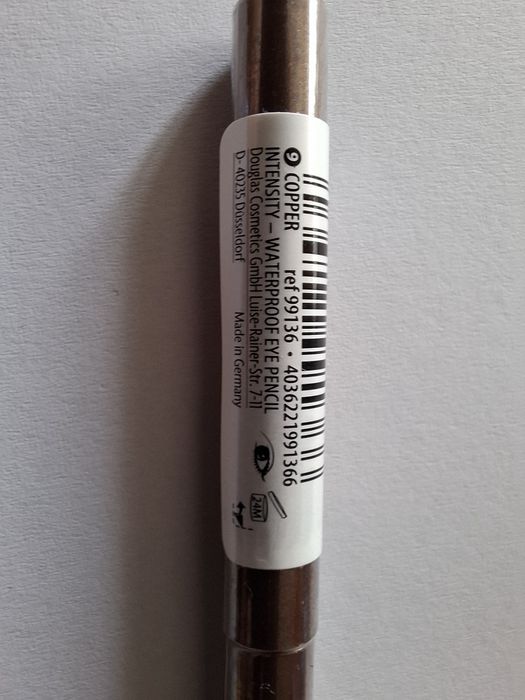 9 COPPER ref 99136 • 4036221991366
INTENSITY – WATERPROOF EYE PENCIL
Douglas Cosmetics GmbH Luise-Rainer-Str. 7-11
D- 40235 Düsseldorf Made in Germany
24M